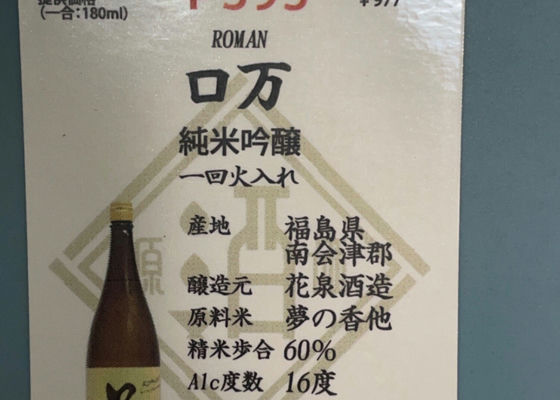 (一合:180ml)
ROMAN
ロ万
純米吟醸
一回火入れ
産地 福島県
南会津郡
醸造元 花泉酒造
原料米 夢の香他
精米歩合 60%
Alc度数 16度